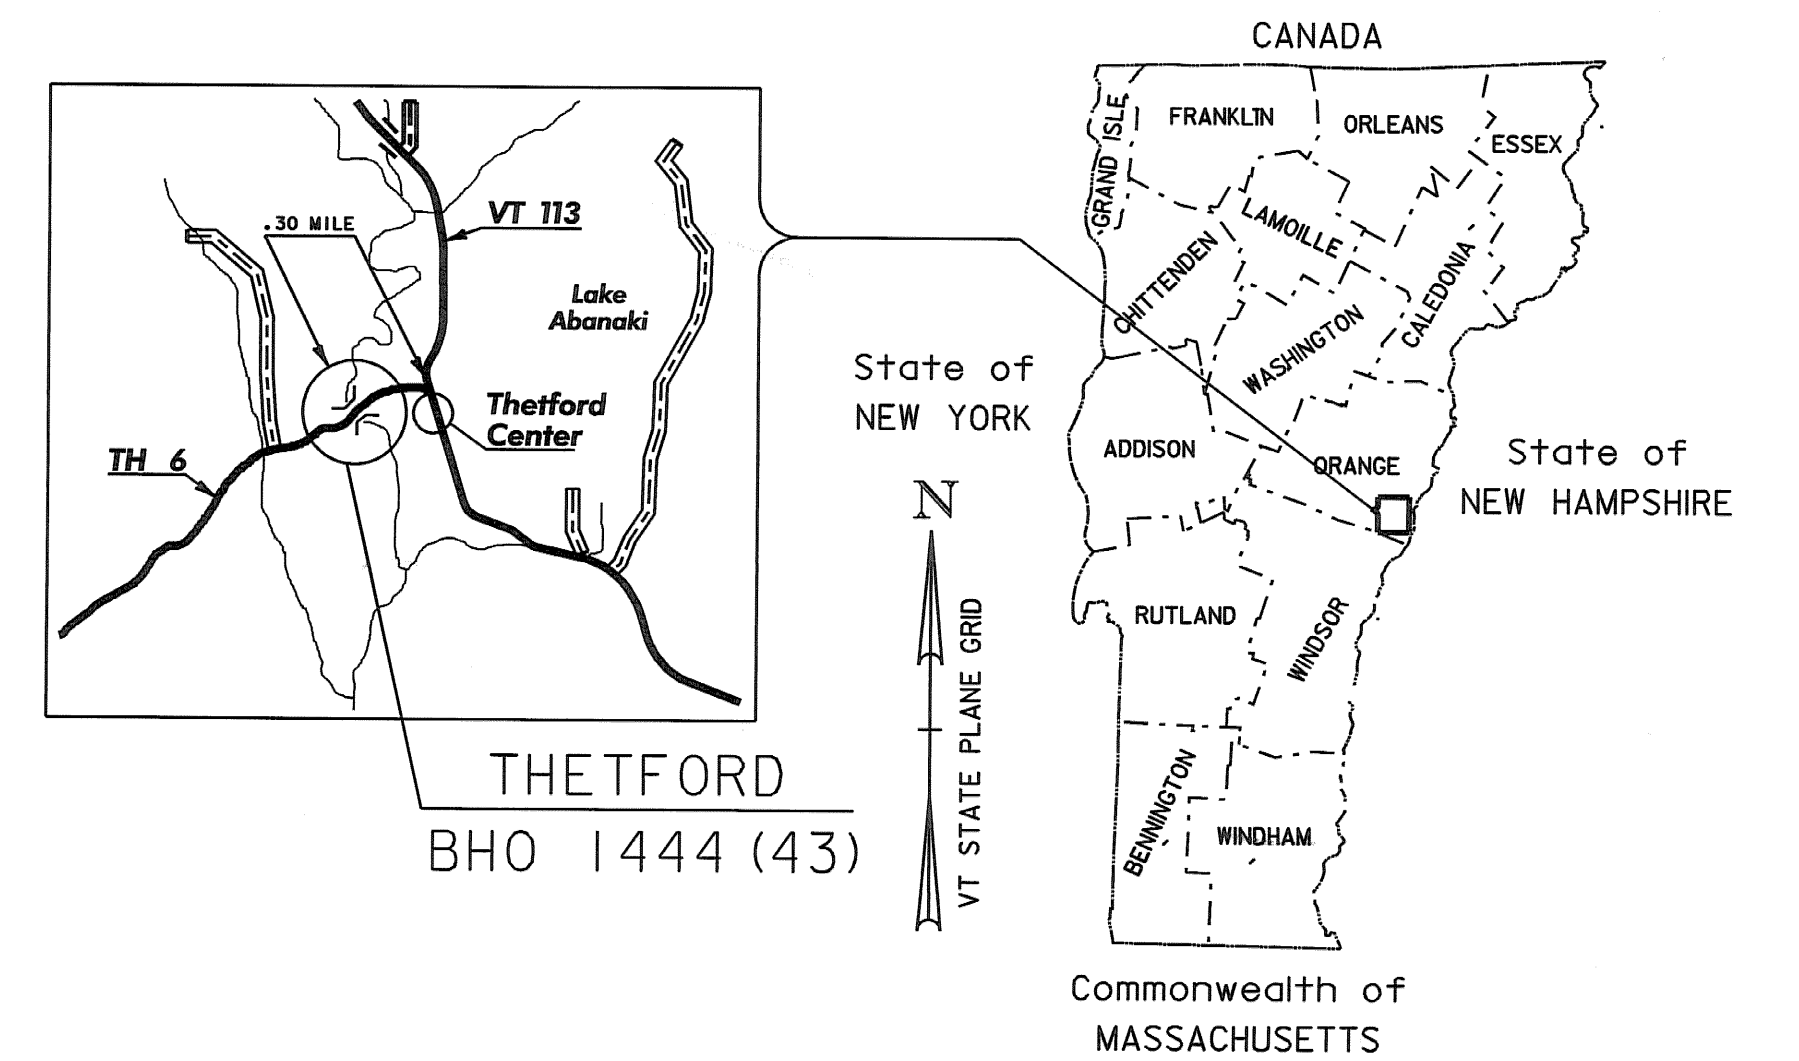 CANADA
GRAND ISLE
FRANKLIN
ORLEANS
ESSEX
.30 MILE
VT 113
LAMOILLE
CHITTENDEN
CALEDONIA
Lake
Abanaki
WASHINGTON
State of
NEW YORK
Thetford
Center
TH 6
ADDISON
ORANGE
State of
NEW HAMPSHIRE
N
VT STATE PLANE GRID
RUTLAND
WINDSOR
THETFORD
BHO 1444 (43)
BENNINGTON
WINDHAM
Commonwealth of
MASSACHUSETTS